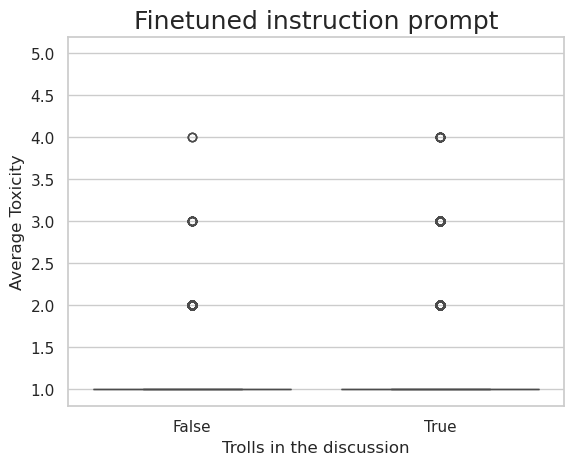 Finetuned instruction prompt
5.0
4.5
4.0
3.5
3.0
2.5
2.0
1.5
1.0
Average Toxicity
False True
Trolls in the discussion